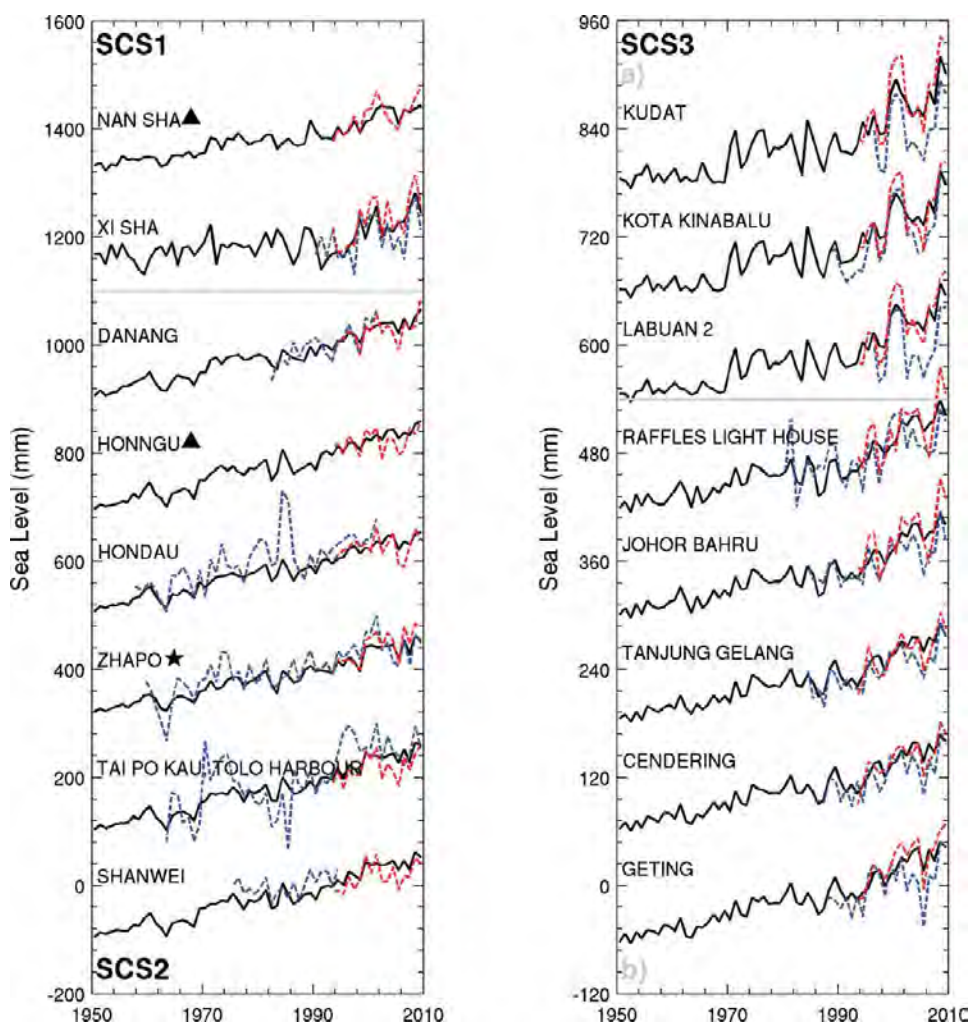 1600
SCS1
NAN SHA▲
1400
XI SHA
1200
DANANG
1000
HONNGU▲
800
HONDAU
600
ZHAPO★
400
TAI PO KAU, TOLO HARBOUR
200
SHANWEI
0
SCS2
-200
1950
1970
1990
2010
Sea Level (mm)
960
SCS3
a)
KUDAT
840
KOTA KINABALU
720
LABUAN 2
600
RAFFLES LIGHT HOUSE
480
JOHOR BAHRU
360
TANJUNG GELANG
240
CENDERING
120
GETING
0
b)
-120
1950
1970
1990
2010
Sea Level (mm)